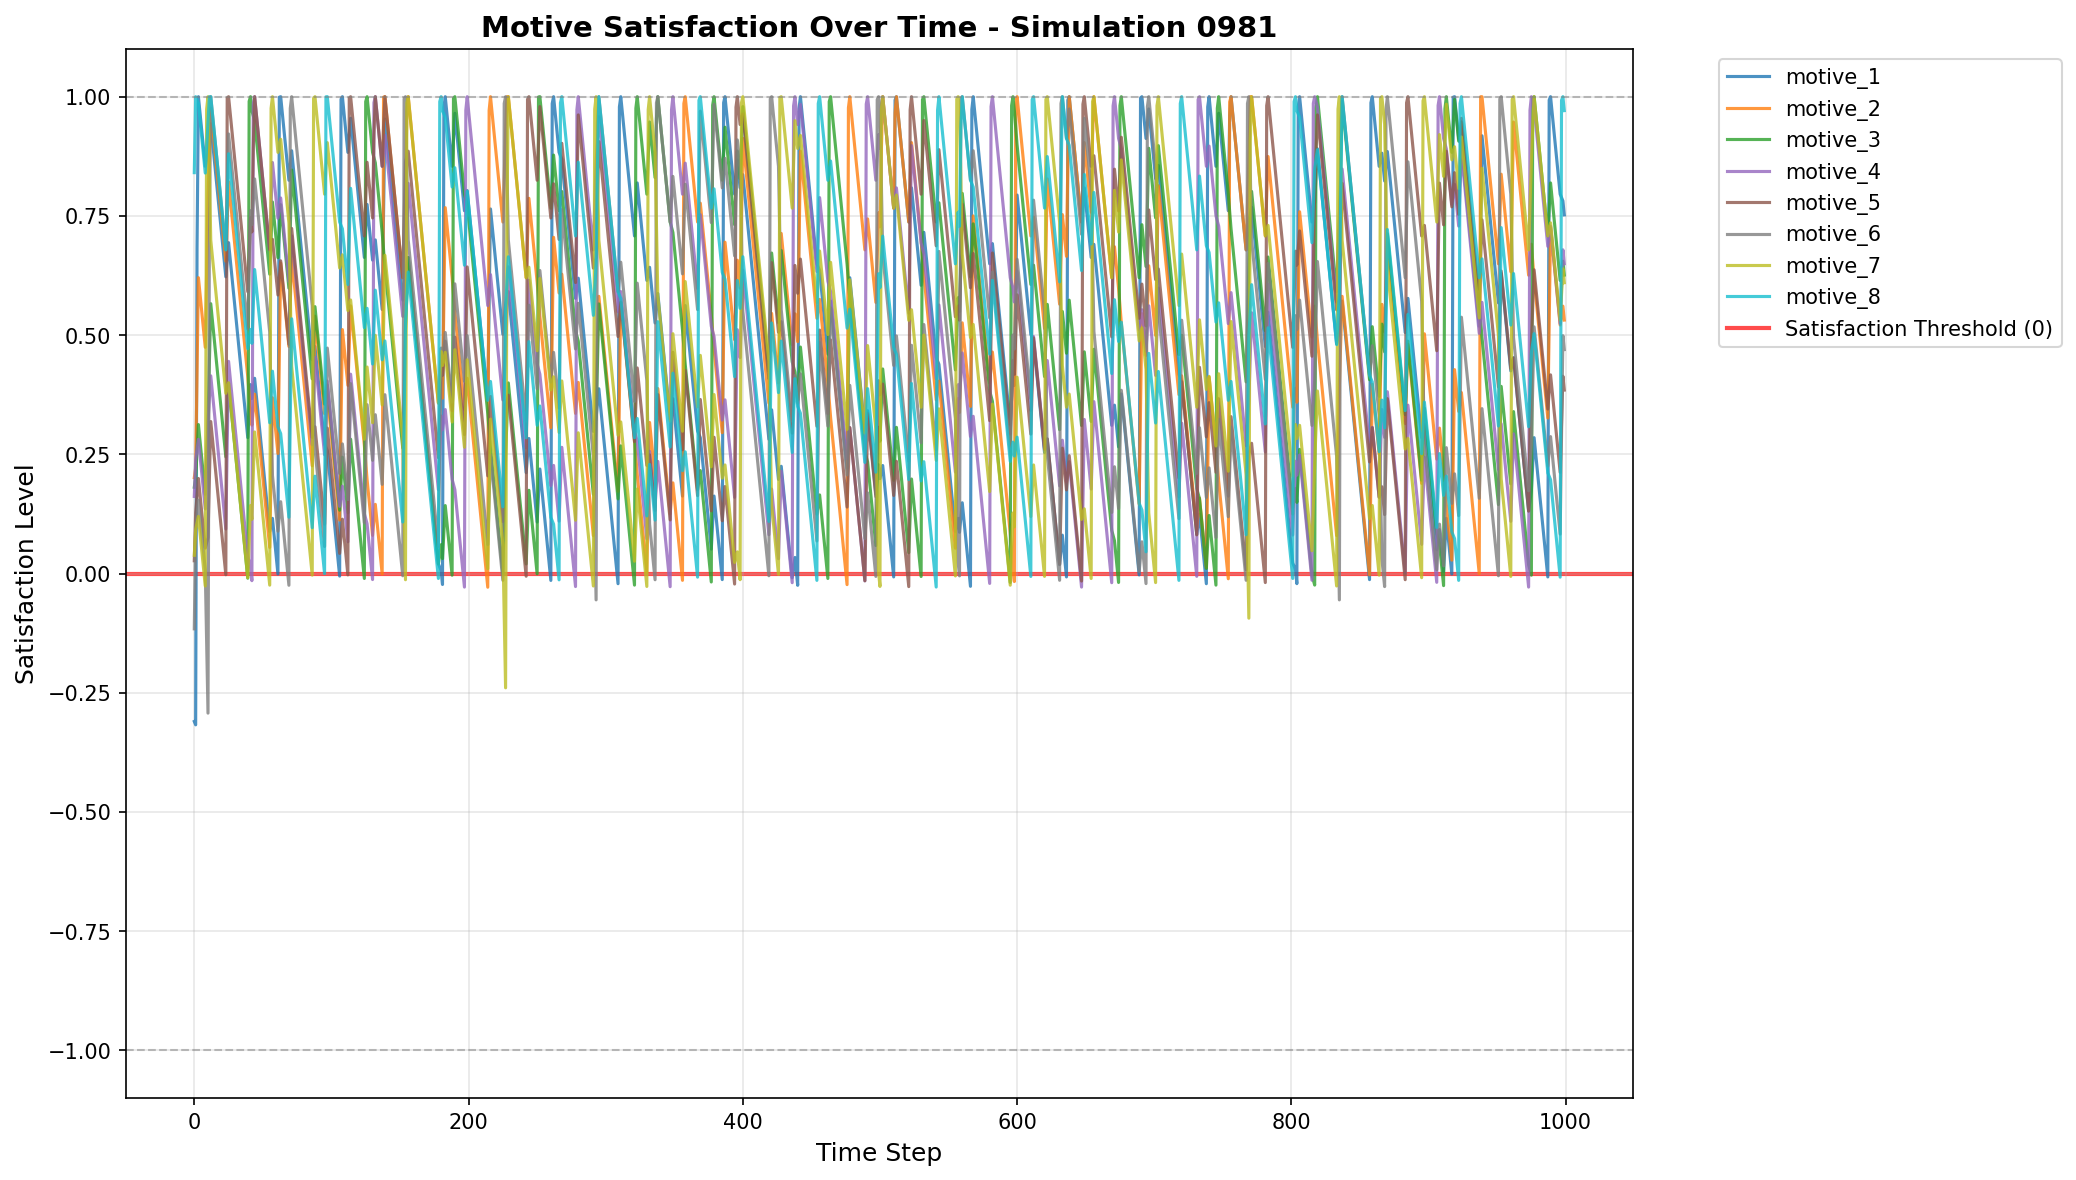 Motive Satisfaction Over Time - Simulation 0981
Satisfaction Level
1.00
0.75
0.50
0.25
0.00
−0.25
−0.50
−0.75
−1.00
0
200
400
600
800
1000
Time Step
motive_1
motive_2
motive_3
motive_4
motive_5
motive_6
motive_7
motive_8
Satisfaction Threshold (0)